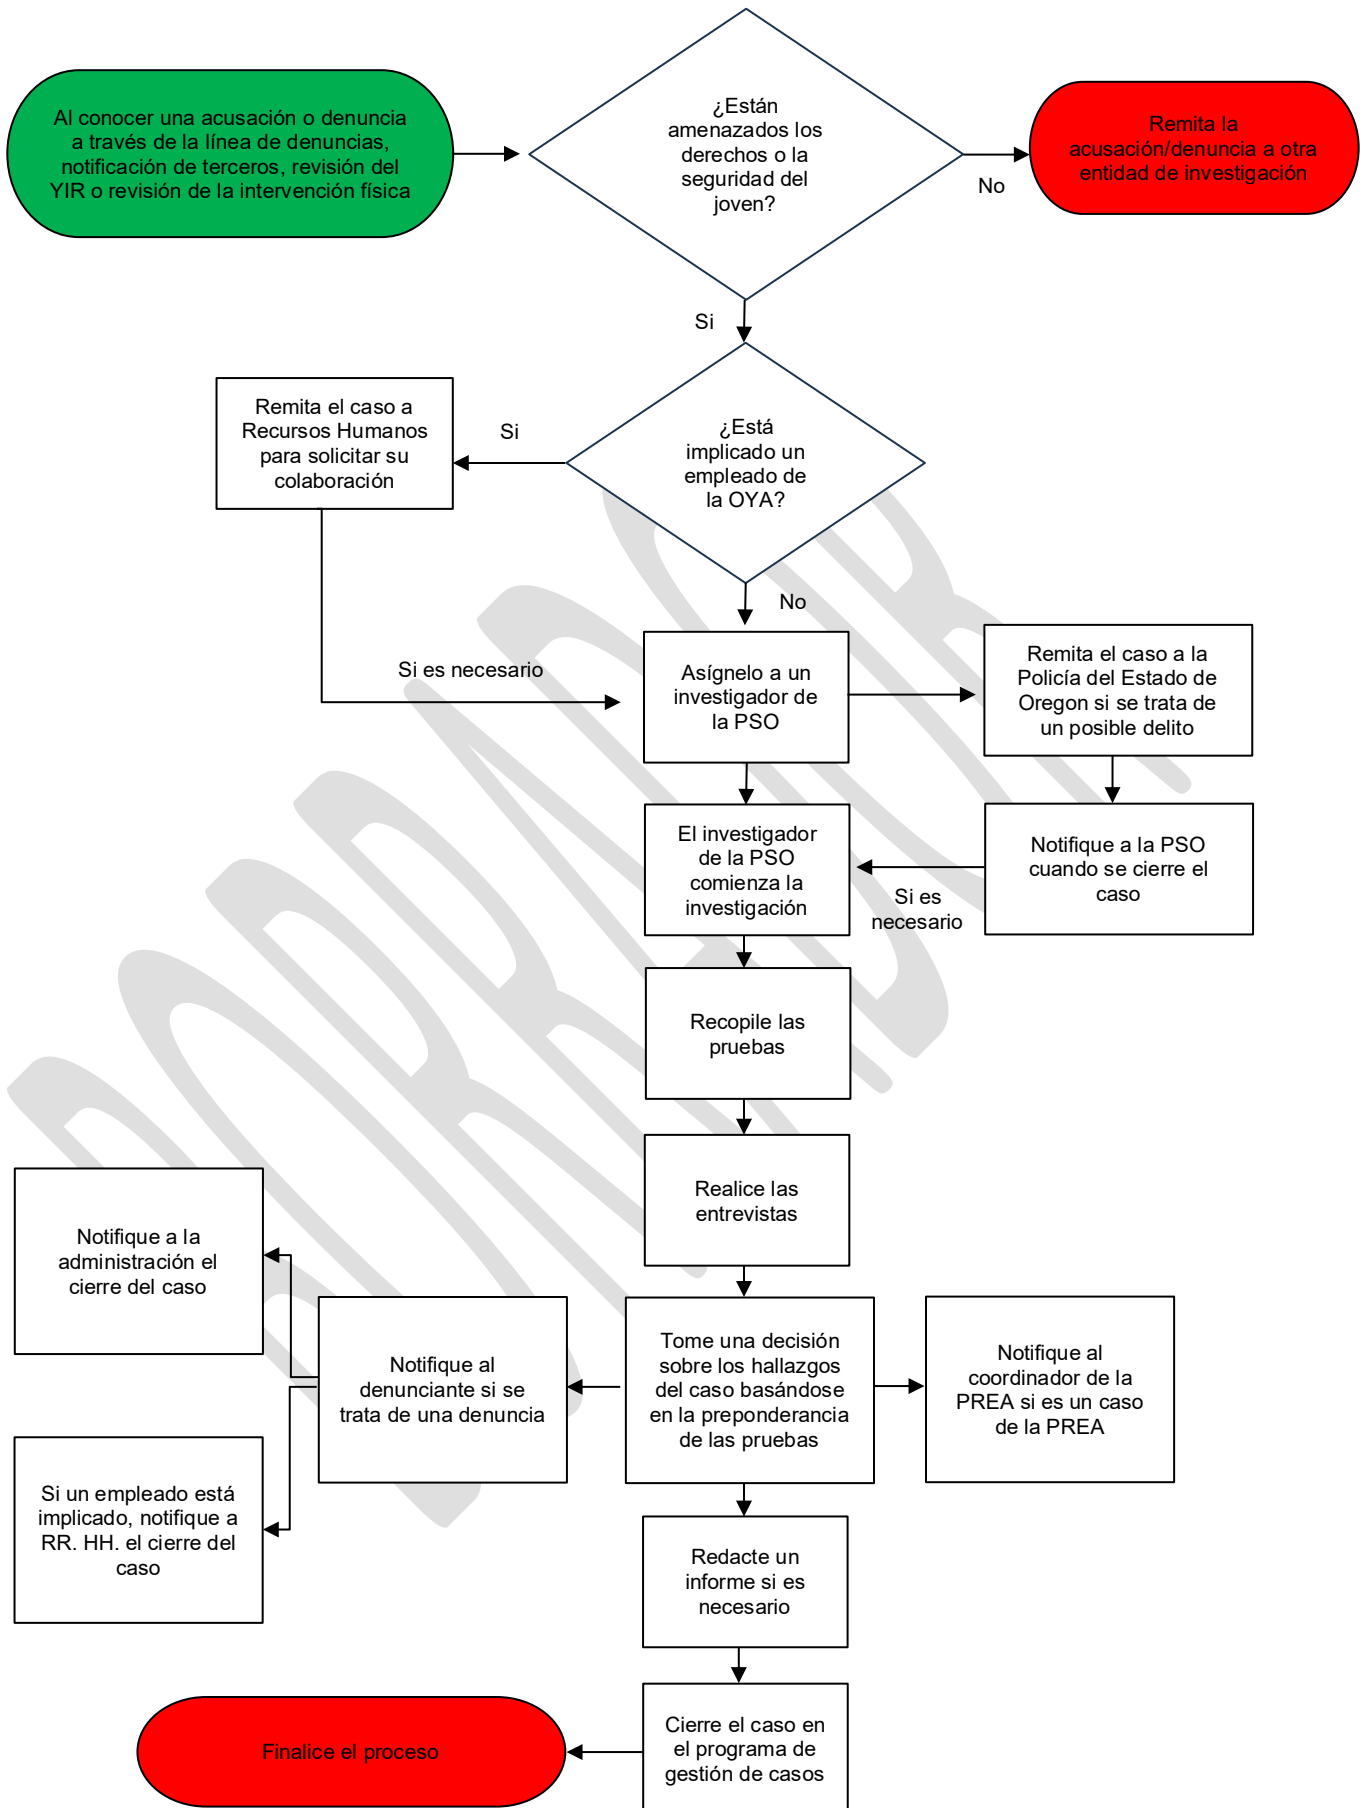 Al conocer una acusación o denuncia
a través de la línea de denuncias,
notificación de terceros, revisión del
YIR o revisión de la intervención física
¿Están
amenazados los
derechos o la
seguridad del
joven?
No
Remita la
acusación/denuncia a otra
entidad de investigación
Si
¿Está
implicado un
empleado de
la OYA?
Si
Remita el caso a
Recursos Humanos
para solicitar su
colaboración
No
Si es necesario
Asígnelo a un
investigador de
la PSO
Remita el caso a la
Policía del Estado de
Oregon si se trata de
un posible delito
El investigador
de la PSO
comienza la
investigación
Si es
necesario
Notifique a la PSO
cuando se cierre el
caso
Recopile las
pruebas
Realice las
entrevistas
Notifique a la
administración el
cierre del caso
Notifique al
denunciante si se
trata de una denuncia
Tome una decisión
sobre los hallazgos
del caso basándose
en la preponderancia
de las pruebas
Notifique al
coordinador de la
PREA si es un caso
de la PREA
Si un empleado está
implicado, notifique a
RR. HH. el cierre del
caso
Redacte un
informe si es
necesario
Cierre el caso en
el programa de
gestión de casos
Finalice el proceso
BORRADOR